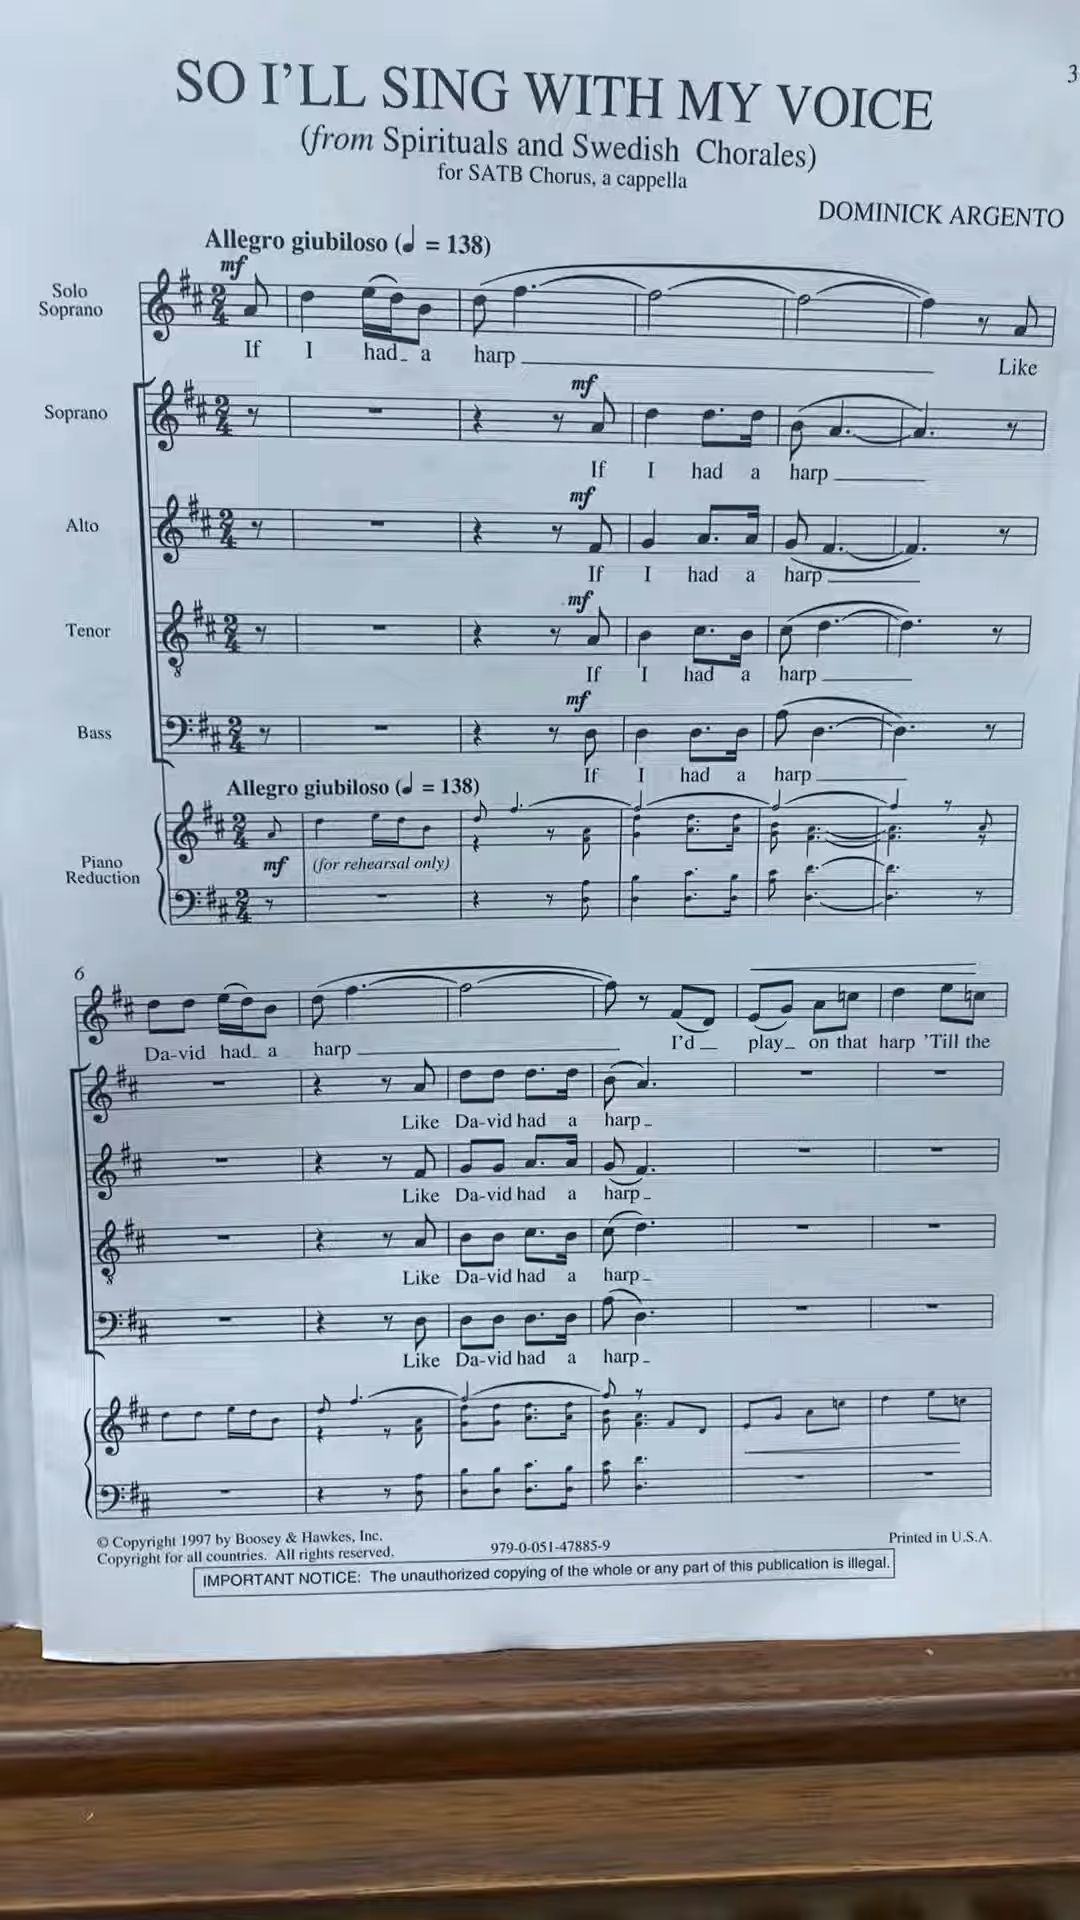 3
SO I'LL SING WITH MY VOICE
(from Spirituals and Swedish Chorales)
for SATB Chorus, a cappella
DOMINICK ARGENTO
Allegro giubiloso (♩ = 138)
mf
Solo
Soprano
If I had_ a harp Like
mf
Soprano
If I had a harp
mf
Alto
If I had a harp
mf
Tenor
8
If I had a harp
mf
Bass
If I had a harp
Allegro giubiloso (♩ = 138)
Piano
Reduction
mf (for rehearsal only)
6
Da-vid had_ a harp I'd_ play_ on that harp 'Till the
Like Da-vid had a harp_
Like Da-vid had a harp_
8
Like Da-vid had a harp_
Like Da-vid had a harp_
© Copyright 1997 by Boosey & Hawkes, Inc.
Copyright for all countries. All rights reserved.
979-0-051-47885-9
Printed in U.S.A.
IMPORTANT NOTICE: The unauthorized copying of the whole or any part of this publication is illegal.